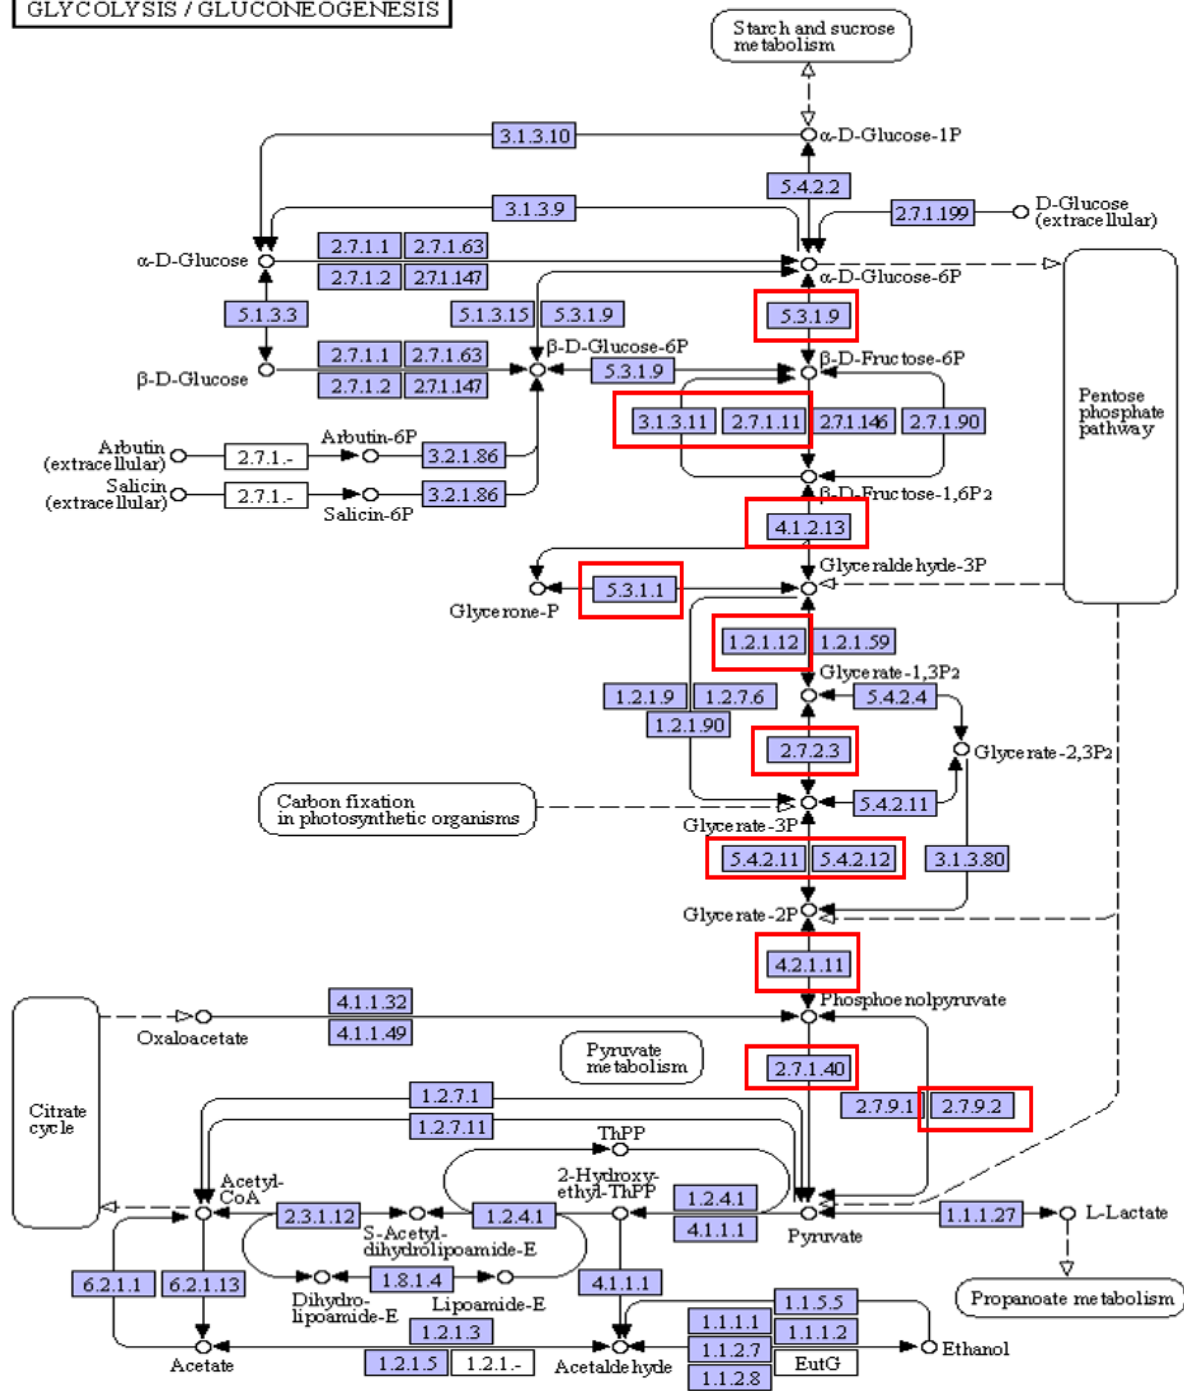 GLYCOLYSIS / GLUCONEOGENESIS
Starch and sucrose
metabolism
3.1.3.10
α-D-Glucose-1P
5.4.2.2
3.1.3.9
2.7.1.199
D-Glucose
(extracellular)
α-D-Glucose
2.7.1.1
2.7.1.63
2.7.1.2
2.7.1.147
α-D-Glucose-6P
5.1.3.3
5.1.3.15
5.3.1.9
5.3.1.9
β-D-Glucose
2.7.1.1
2.7.1.63
2.7.1.2
2.7.1.147
β-D-Glucose-6P
5.3.1.9
β-D-Fructose-6P
Pentose
phosphate
pathway
3.1.3.11
2.7.1.11
2.7.1.146
2.7.1.90
Arbutin
(extracellular)
2.7.1.-
Arbutin-6P
3.2.1.86
Salicin
(extracellular)
2.7.1.-
Salicin-6P
3.2.1.86
β-D-Fructose-1,6P2
4.1.2.13
Glyceraldehyde-3P
Glycerone-P
5.3.1.1
1.2.1.12
1.2.1.59
Glycerate-1,3P2
1.2.1.9
1.2.7.6
1.2.1.90
5.4.2.4
2.7.2.3
Glycerate-2,3P2
Carbon fixation
in photosynthetic organisms
5.4.2.11
Glycerate-3P
5.4.2.11
5.4.2.12
3.1.3.80
Glycerate-2P
4.2.1.11
Phosphoenolpyruvate
4.1.1.32
4.1.1.49
Oxaloacetate
Pyruvate
metabolism
2.7.1.40
2.7.9.1
2.7.9.2
Citrate
cycle
1.2.7.1
1.2.7.11
ThPP
Acetyl-
CoA
2-Hydroxy-
ethyl-ThPP
2.3.1.12
S-Acetyl-
dihydrolipoamide-E
1.2.4.1
1.2.4.1
4.1.1.1
Pyruvate
1.1.1.27
L-Lactate
6.2.1.1
6.2.1.13
Dihydro-
lipoamide-E
1.8.1.4
Lipoamide-E
4.1.1.1
Propanoate metabolism
1.1.5.5
1.1.1.1
1.1.1.2
1.1.2.7
EutG
1.1.2.8
Ethanol
1.2.1.3
1.2.1.5
1.2.1.-
Acetate
Acetaldehyde